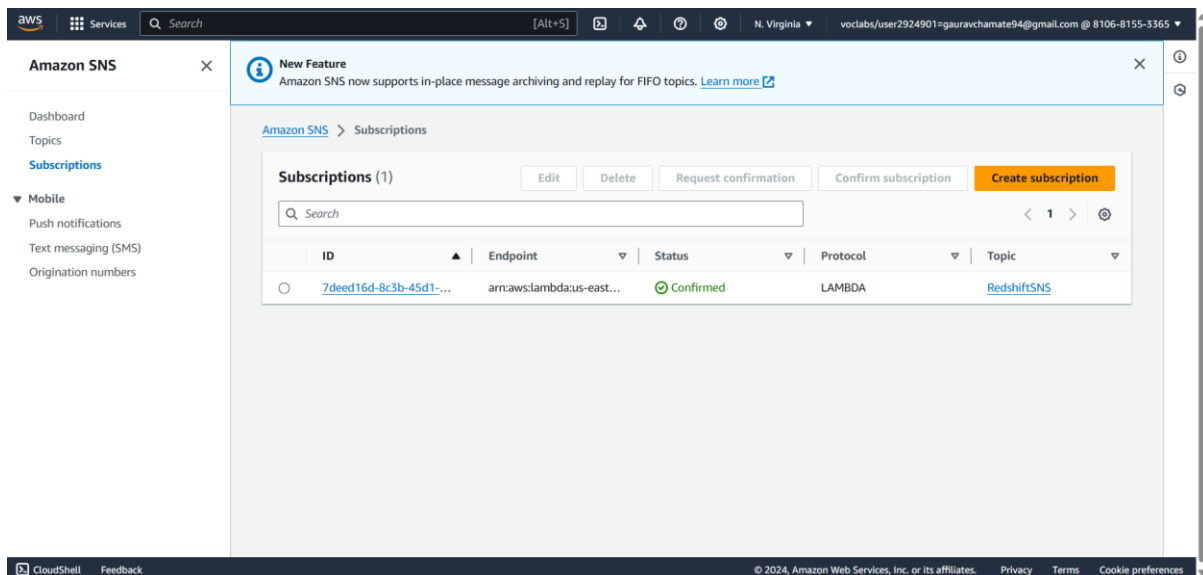 aws Services Search [Alt+S] N. Virginia voclabs/user2924901=gauravchamate94@gmail.com @ 8106-8155-3365
Amazon SNS
Dashboard
Topics
Subscriptions
Mobile
Push notifications
Text messaging (SMS)
Origination numbers
New Feature
Amazon SNS now supports in-place message archiving and replay for FIFO topics. Learn more
Amazon SNS > Subscriptions
Subscriptions (1) Edit Delete Request confirmation Confirm subscription Create subscription
Search < 1 >
ID Endpoint Status Protocol Topic
7deed16d-8c3b-45d1-... arn:aws:lambda:us-east... Confirmed LAMBDA RedshiftSNS
CloudShell Feedback © 2024, Amazon Web Services, Inc. or its affiliates. Privacy Terms Cookie preferences